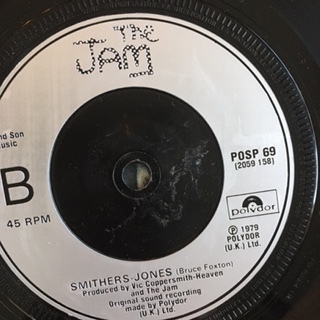 THE
JAM
nd Son
usic
POSP 69
(2059 158)
B
45 RPM
polydor
℗ 1979
POLYDOR
(U.K.) Ltd.
SMITHERS-JONES (Bruce Foxton)
Produced by Vic Coppersmith-Heaven
and The Jam
Original sound recording
made by Polydor
(U.K.) Ltd.